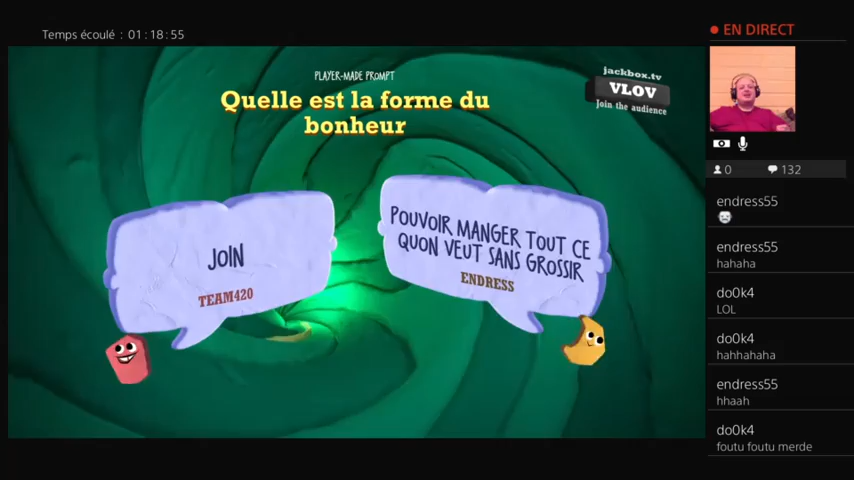 Temps écoulé : 01:18:55
EN DIRECT
PLAYER-MADE PROMPT
Quelle est la forme du
bonheur
jackbox.tv
VLOV
Join the audience
JOIN
TEAM420
POUVOIR MANGER TOUT CE
QUON VEUT SANS GROSSIR
ENDRESS
0
132
endress55
endress55
hahaha
do0k4
LOL
do0k4
hahhahaha
endress55
hhaah
do0k4
foutu foutu merde